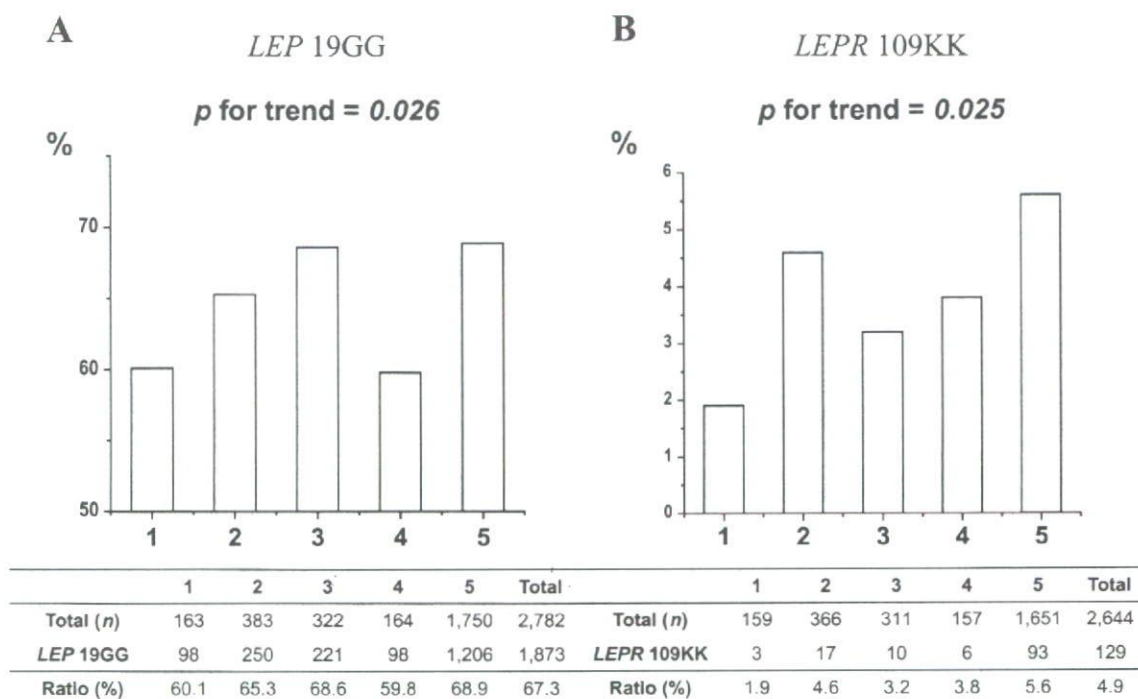 A
LEP 19GG
p for trend = 0.026
%
70
60
50
1 2 3 4 5
B
LEPR 109KK
p for trend = 0.025
%
6
5
4
3
2
1
0
1 2 3 4 5
1 2 3 4 5 Total
Total (n) 163 383 322 164 1,750 2,782
LEP 19GG 98 250 221 98 1,206 1,873
Ratio (%) 60.1 65.3 68.6 59.8 68.9 67.3
1 2 3 4 5 Total
Total (n) 159 366 311 157 1,651 2,644
LEPR 109KK 3 17 10 6 93 129
Ratio (%) 1.9 4.6 3.2 3.8 5.6 4.9